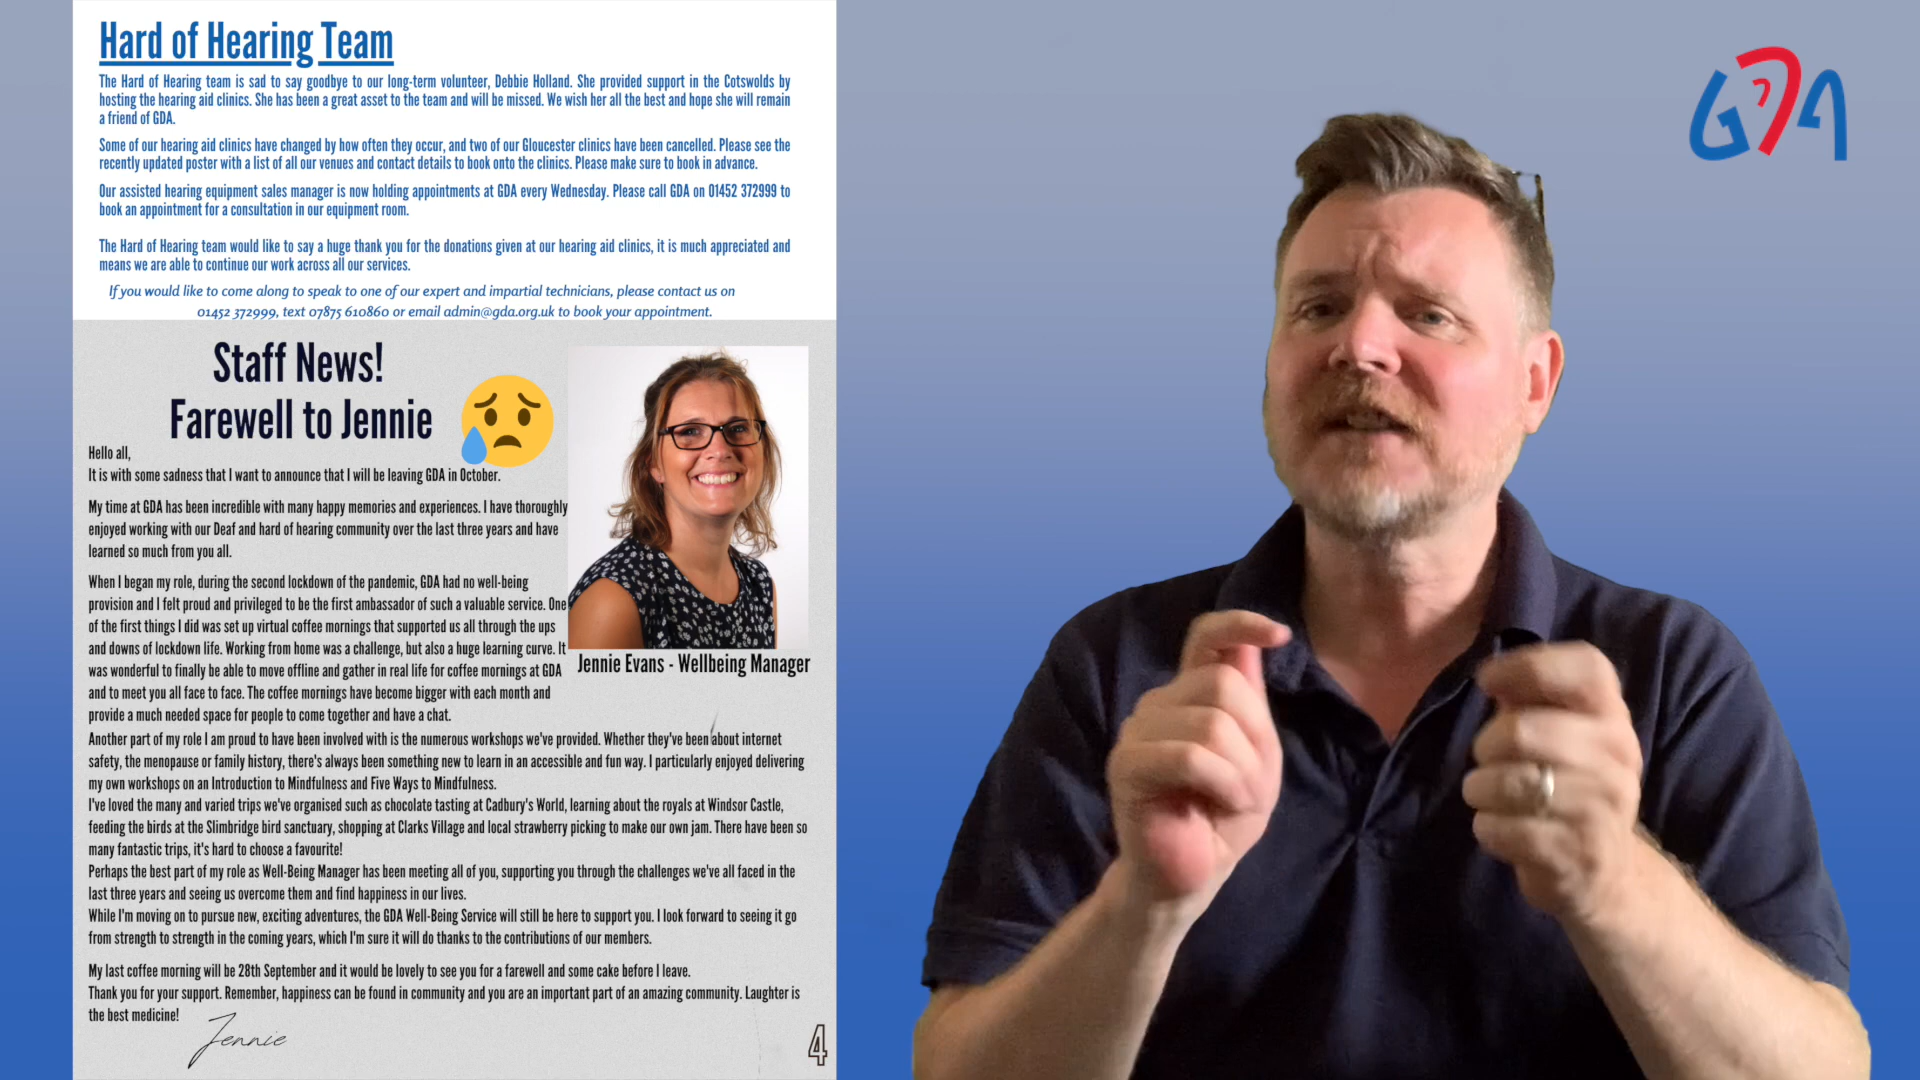 Hard of Hearing Team
The Hard of Hearing team is sad to say goodbye to our long-term volunteer, Debbie Holland. She provided support in the Cotswolds by
hosting the hearing aid clinics. She has been a great asset to the team and will be missed. We wish her all the best and hope she will remain
a friend of GDA.
Some of our hearing aid clinics have changed by how often they occur, and two of our Gloucester clinics have been cancelled. Please see the
recently updated poster with a list of all our venues and contact details to book onto the clinics. Please make sure to book in advance.
Our assisted hearing equipment sales manager is now holding appointments at GDA every Wednesday. Please call GDA on 01452 372999 to
book an appointment for a consultation in our equipment room.
The Hard of Hearing team would like to say a huge thank you for the donations given at our hearing aid clinics, it is much appreciated and
means we are able to continue our work across all our services.
If you would like to come along to speak to one of our expert and impartial technicians, please contact us on
01452 372999, text 07875 610860 or email admin@gda.org.uk to book your appointment.
Staff News!
Farewell to Jennie
Hello all,
It is with some sadness that I want to announce that I will be leaving GDA in October.
My time at GDA has been incredible with many happy memories and experiences. I have thoroughly
enjoyed working with our Deaf and hard of hearing community over the last three years and have
learned so much from you all.
When I began my role, during the second lockdown of the pandemic, GDA had no well-being
provision and I felt proud and privileged to be the first ambassador of such a valuable service. One
of the first things I did was set up virtual coffee mornings that supported us all through the ups
and downs of lockdown life. Working from home was a challenge, but also a huge learning curve. It
was wonderful to finally be able to move offline and gather in real life for coffee mornings at GDA
and to meet you all face to face. The coffee mornings have become bigger with each month and
provide a much needed space for people to come together and have a chat.
Jennie Evans - Wellbeing Manager
Another part of my role I am proud to have been involved with is the numerous workshops we've provided. Whether they've been about internet
safety, the menopause or family history, there's always been something new to learn in an accessible and fun way. I particularly enjoyed delivering
my own workshops on an Introduction to Mindfulness and Five Ways to Mindfulness.
I've loved the many and varied trips we've organised such as chocolate tasting at Cadbury's World, learning about the royals at Windsor Castle,
feeding the birds at the Slimbridge bird sanctuary, shopping at Clarks Village and local strawberry picking to make our own jam. There have been so
many fantastic trips, it's hard to choose a favourite!
Perhaps the best part of my role as Well-Being Manager has been meeting all of you, supporting you through the challenges we've all faced in the
last three years and seeing us overcome them and find happiness in our lives.
While I'm moving on to pursue new, exciting adventures, the GDA Well-Being Service will still be here to support you. I look forward to seeing it go
from strength to strength in the coming years, which I'm sure it will do thanks to the contributions of our members.
My last coffee morning will be 28th September and it would be lovely to see you for a farewell and some cake before I leave.
Thank you for your support. Remember, happiness can be found in community and you are an important part of an amazing community. Laughter is
the best medicine!
Jennie
4
GDA